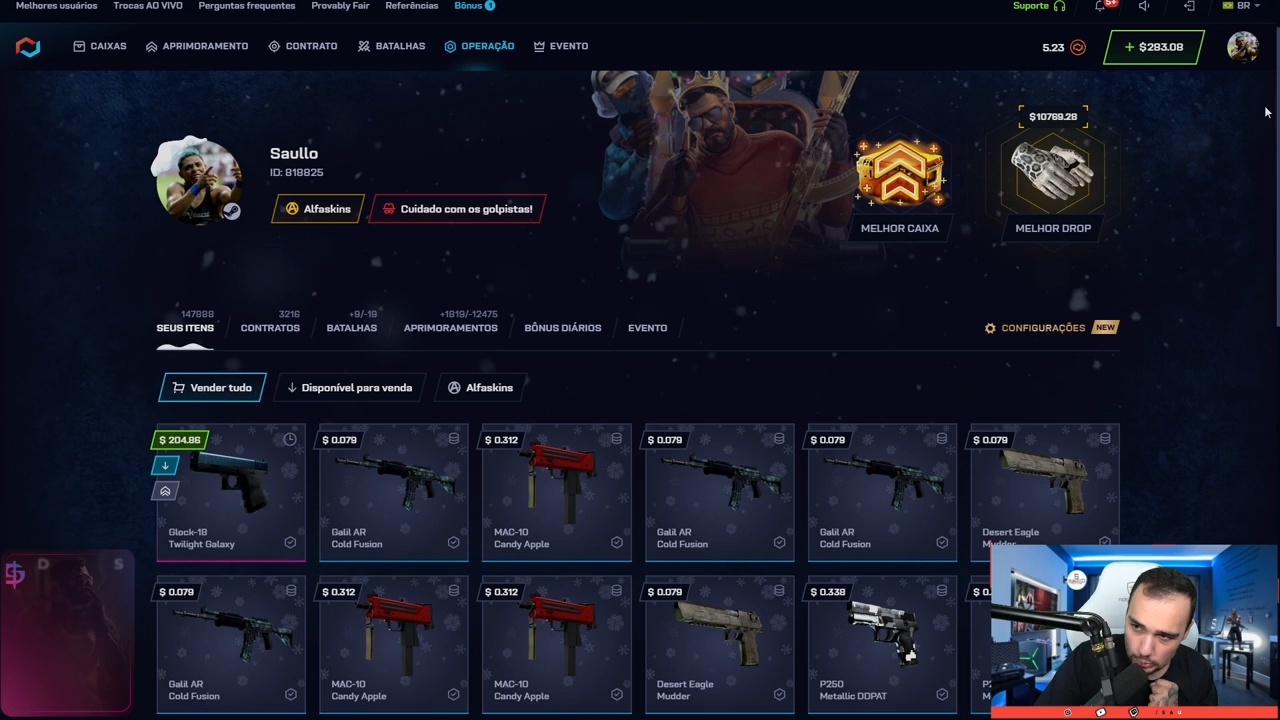 Melhores usuários Trocas AO VIVO Perguntas frequentes Provably Fair Referências Bônus 1 Suporte 5+ BR
CAIXAS APRIMORAMENTO CONTRATO BATALHAS OPERAÇÃO EVENTO 5.23 + $283.08
$10769.28
Saullo
ID: 818825
Alfaskins Cuidado com os golpistas!
MELHOR CAIXA MELHOR DROP
147888 3216 +9/-19 +1819/-12475
SEUS ITENS CONTRATOS BATALHAS APRIMORAMENTOS BÔNUS DIÁRIOS EVENTO CONFIGURAÇÕES NEW
Vender tudo Disponível para venda Alfaskins
$ 204.86 $ 0.079 $ 0.312 $ 0.079 $ 0.079 $ 0.079
Glock-18 Galil AR MAC-10 Galil AR Galil AR Desert Eagle
Twilight Galaxy Cold Fusion Candy Apple Cold Fusion Cold Fusion Mudder
D S
$ 0.079 $ 0.312 $ 0.312 $ 0.079 $ 0.338
Galil AR MAC-10 MAC-10 Desert Eagle P250
Cold Fusion Candy Apple Candy Apple Mudder Metallic DDPAT